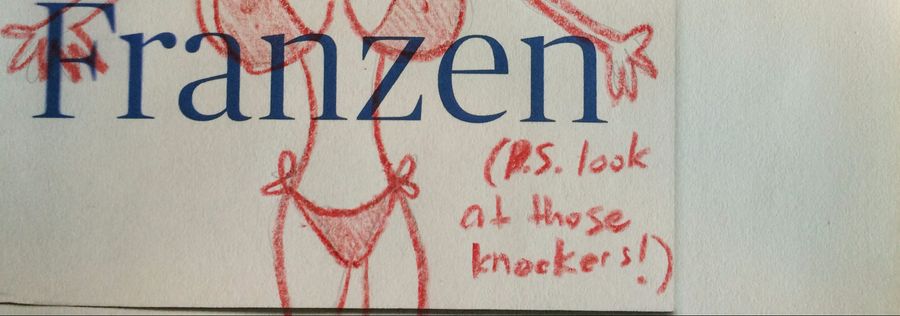 Franzen
(P.S. look
at those
knockers!)